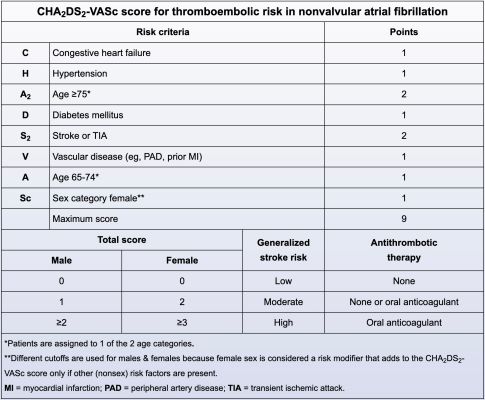 CHA₂DS₂-VASc score for thromboembolic risk in nonvalvular atrial fibrillation
Risk criteria Points
C Congestive heart failure 1
H Hypertension 1
A₂ Age ≥75* 2
D Diabetes mellitus 1
S₂ Stroke or TIA 2
V Vascular disease (eg, PAD, prior MI) 1
A Age 65-74* 1
Sc Sex category female** 1
Maximum score 9
Total score Generalized stroke risk Antithrombotic therapy
Male Female
0 0 Low None
1 2 Moderate None or oral anticoagulant
≥2 ≥3 High Oral anticoagulant
*Patients are assigned to 1 of the 2 age categories.
**Different cutoffs are used for males & females because female sex is considered a risk modifier that adds to the CHA₂DS₂-
VASc score only if other (nonsex) risk factors are present.
MI = myocardial infarction; PAD = peripheral artery disease; TIA = transient ischemic attack.